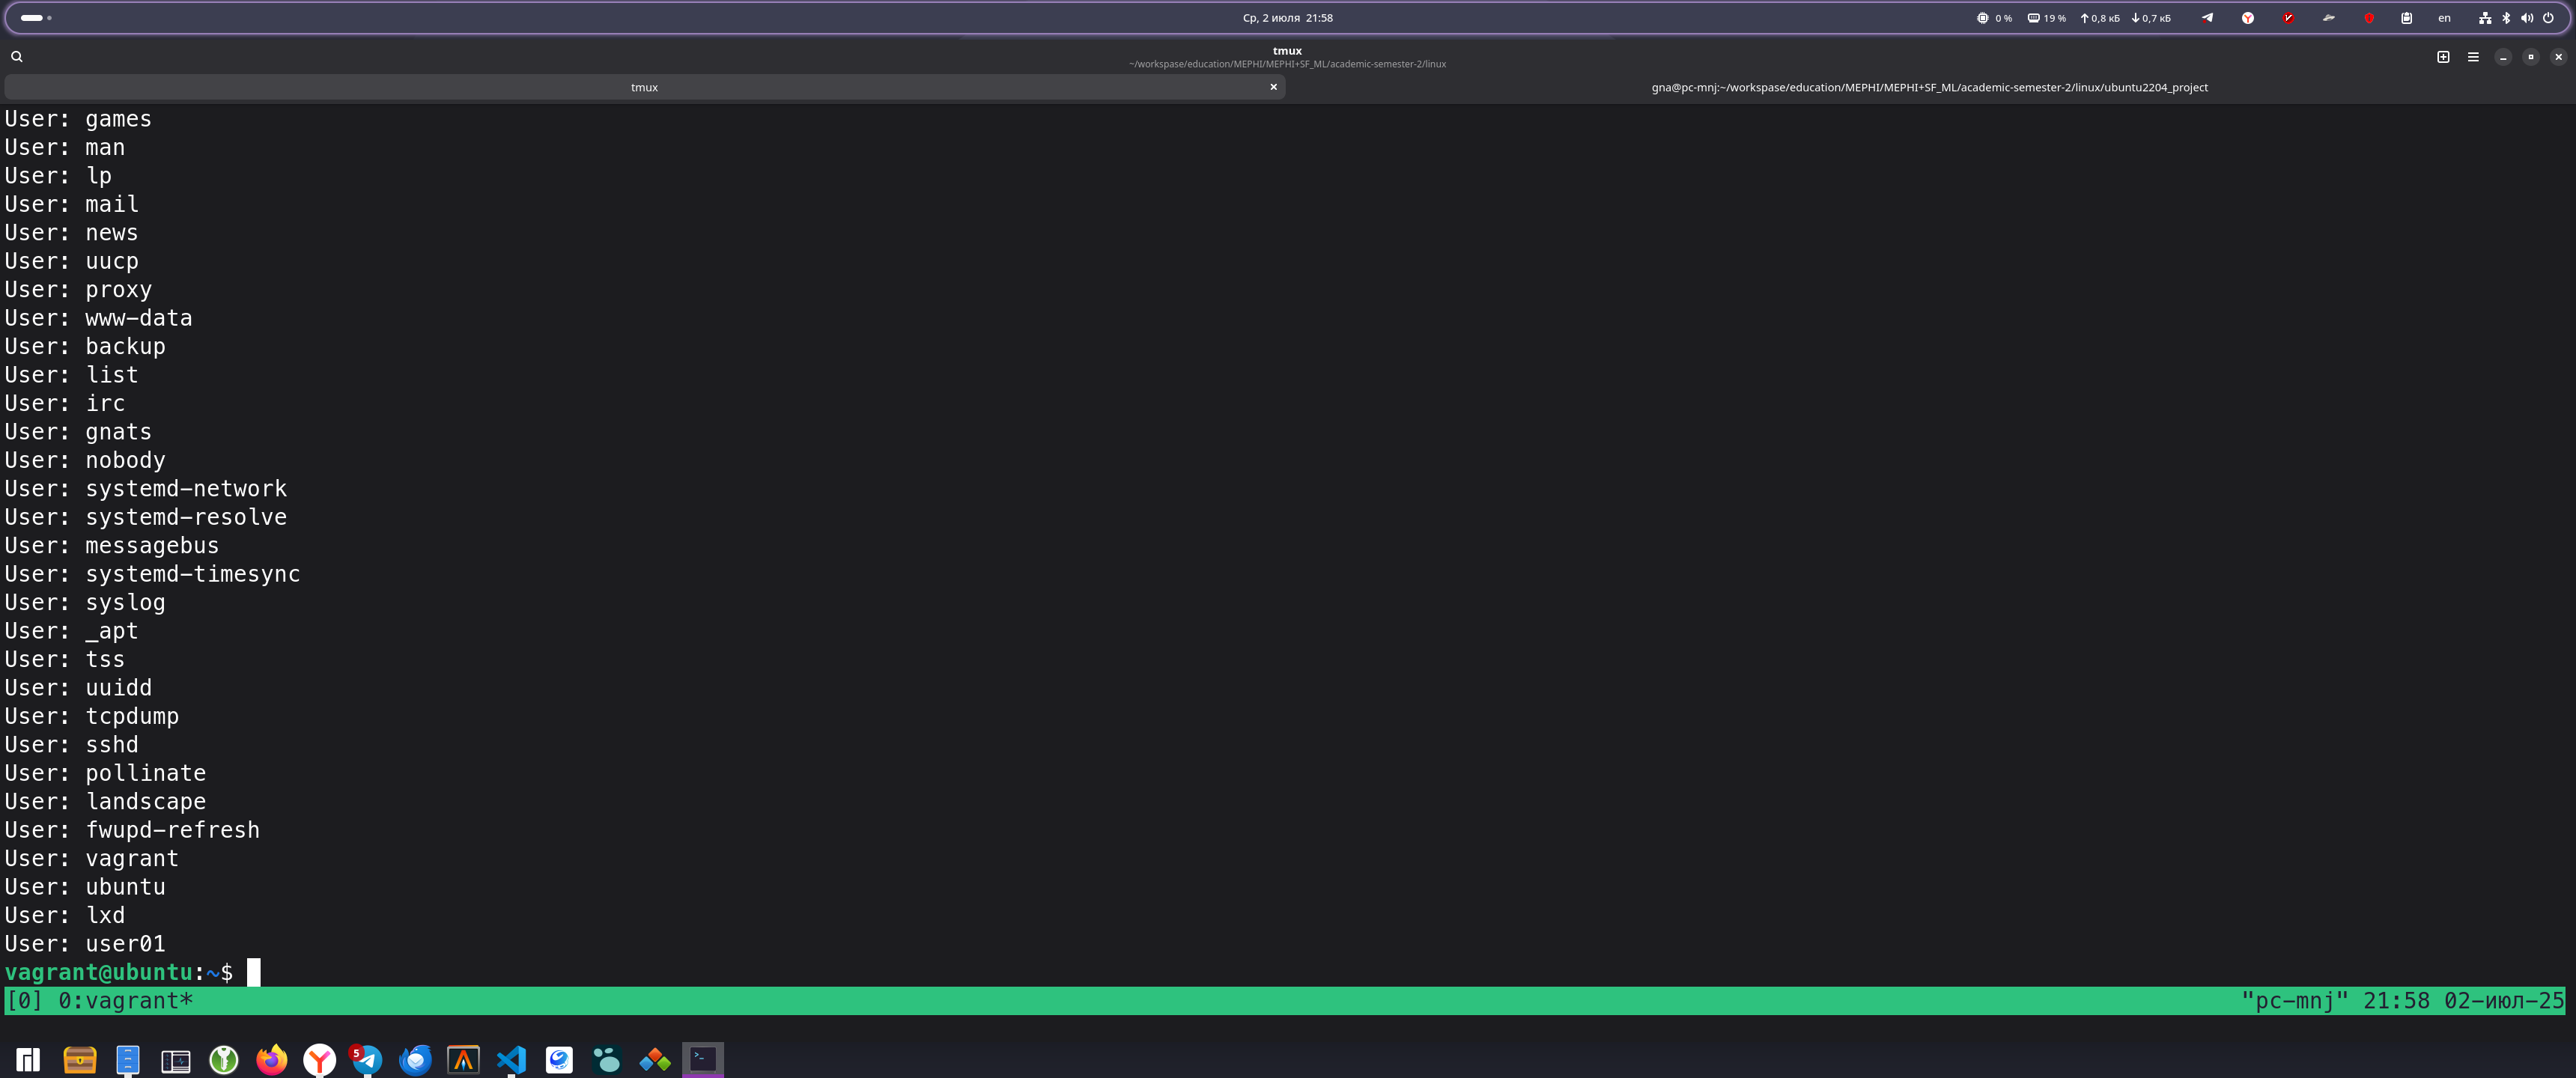 Ср, 2 июля 21:58
0 % 19 % 0,8 кБ 0,7 кБ en
tmux
~/workspase/education/MEPHI/MEPHI+SF_ML/academic-semester-2/linux
tmux
gna@pc-mnj:~/workspase/education/MEPHI/MEPHI+SF_ML/academic-semester-2/linux/ubuntu2204_project
User: games
User: man
User: lp
User: mail
User: news
User: uucp
User: proxy
User: www-data
User: backup
User: list
User: irc
User: gnats
User: nobody
User: systemd-network
User: systemd-resolve
User: messagebus
User: systemd-timesync
User: syslog
User: _apt
User: tss
User: uuidd
User: tcpdump
User: sshd
User: pollinate
User: landscape
User: fwupd-refresh
User: vagrant
User: ubuntu
User: lxd
User: user01
vagrant@ubuntu:~$
[0] 0:vagrant* "pc-mnj" 21:58 02-июл-25
5